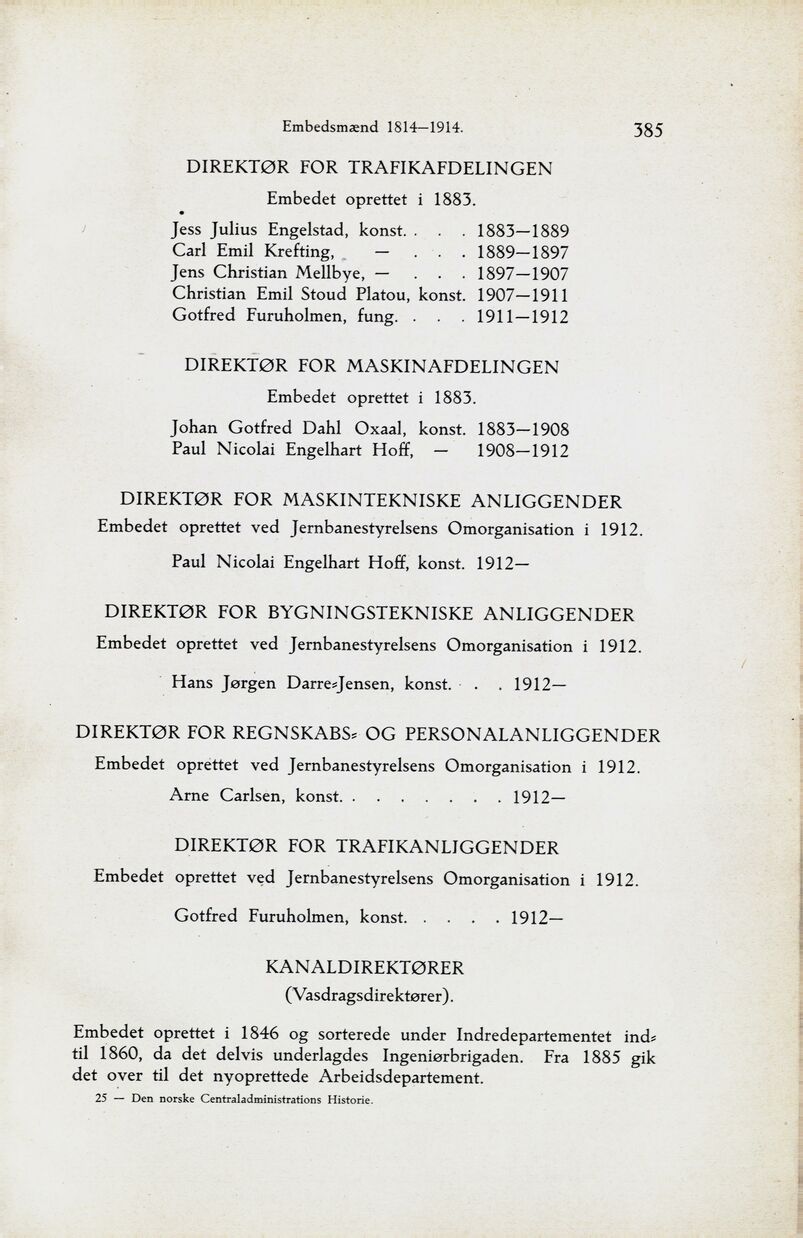 Embedsmænd 1814—1914.
385
DIREKTØR FOR TRAFIKAFDELINGEN
Embedet oprettet i 1883.
Jess Julius Engelstad, konst. . . . 1883—1889
Carl Emil Krefting, — . . . 1889—1897
Jens Christian Mellbye, — . . . 1897—1907
Christian Emil Stoud Platou, konst. 1907—1911
Gotfred Furuholmen, fung. . . . 1911—1912
DIREKTØR FOR MASKINAFDELINGEN
Embedet oprettet i 1883.
Johan Gotfred Dahl Oxaal, konst. 1883—1908
Paul Nicolai Engelhart Hoff, — 1908—1912
DIREKTØR FOR MASKINTEKNISKE ANLIGGENDER
Embedet oprettet ved Jernbanestyrelsens Omorganisation i 1912.
Paul Nicolai Engelhart Hoff, konst. 1912—
DIREKTØR FOR BYGNINGSTEKNISKE ANLIGGENDER
Embedet oprettet ved Jernbanestyrelsens Omorganisation i 1912.
Hans Jørgen Darre-Jensen, konst. . . 1912—
DIREKTØR FOR REGNSKABS- OG PERSONALANLIGGENDER
Embedet oprettet ved Jernbanestyrelsens Omorganisation i 1912.
Arne Carlsen, konst. . . . . . . . 1912—
DIREKTØR FOR TRAFIKANLIGGENDER
Embedet oprettet ved Jernbanestyrelsens Omorganisation i 1912.
Gotfred Furuholmen, konst. . . . . 1912—
KANALDIREKTØRER
(Vasdragsdirektører).
Embedet oprettet i 1846 og sorterede under Indredepartementet ind-
til 1860, da det delvis underlagdes Ingeniørbrigaden. Fra 1885 gik
det over til det nyoprettede Arbeidsdepartement.
25 — Den norske Centraladministrations Historie.